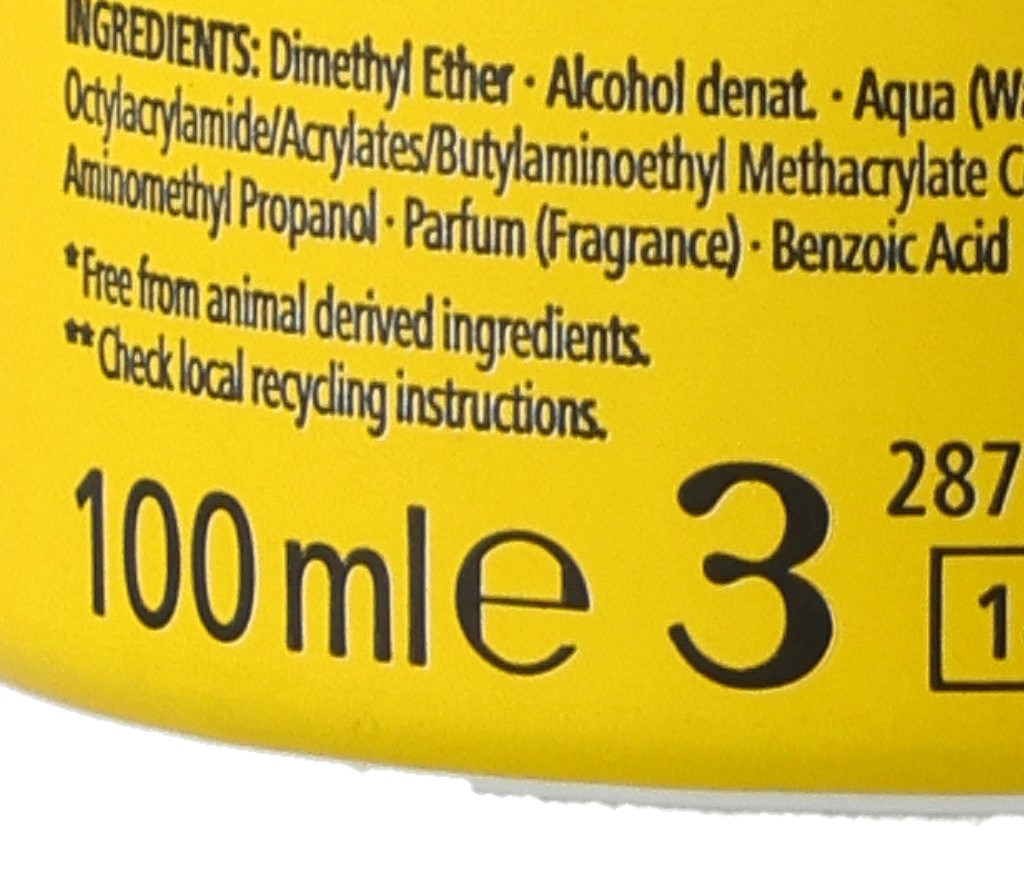 INGREDIENTS: Dimethyl Ether · Alcohol denat. · Aqua (Wa
Octylacrylamide/Acrylates/Butylaminoethyl Methacrylate C
Aminomethyl Propanol · Parfum (Fragrance) · Benzoic Acid
*Free from animal derived ingredients.
**Check local recycling instructions.
100 ml e 3 287
1